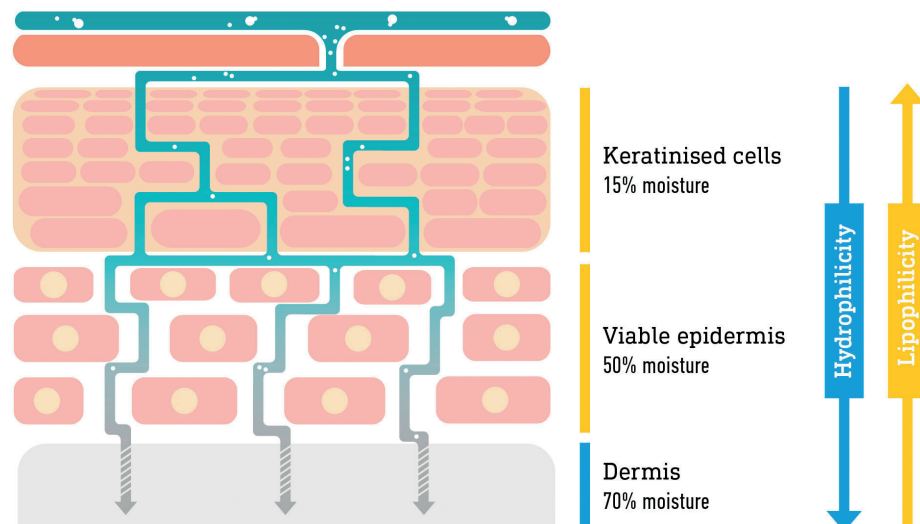 Keratinised cells
15% moisture
Viable epidermis
50% moisture
Dermis
70% moisture
Hydrophilicity
Lipophilicity